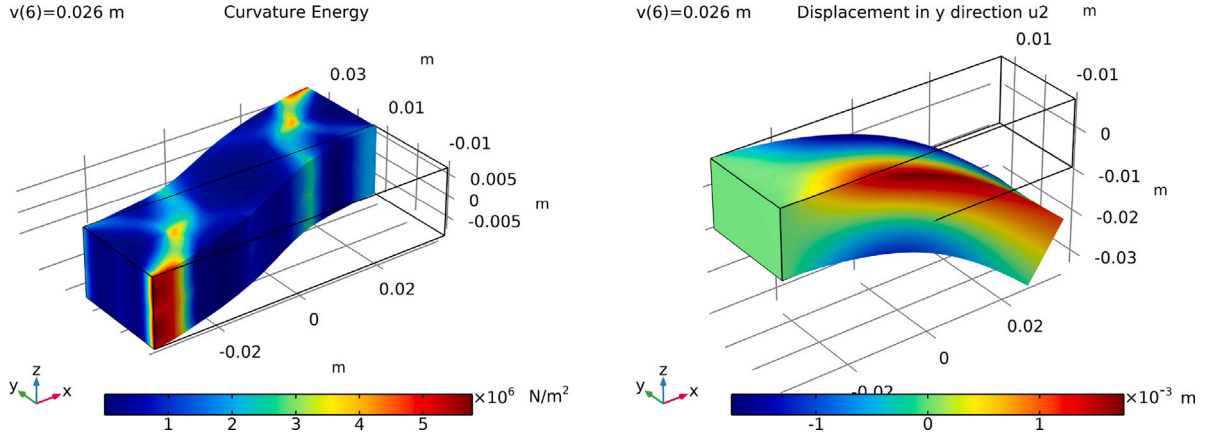 v(6)=0.026 m Curvature Energy
m
0.03
0.01
-0.01
0.005
0
-0.005
m
0.02
0
-0.02
m
z
y x
×10⁶ N/m²
1 2 3 4 5
v(6)=0.026 m Displacement in y direction u2 m
0.01
-0.01
0
-0.01
m
-0.02
-0.03
0.02
0
-0.02
z
y x
×10⁻³ m
-1 0 1